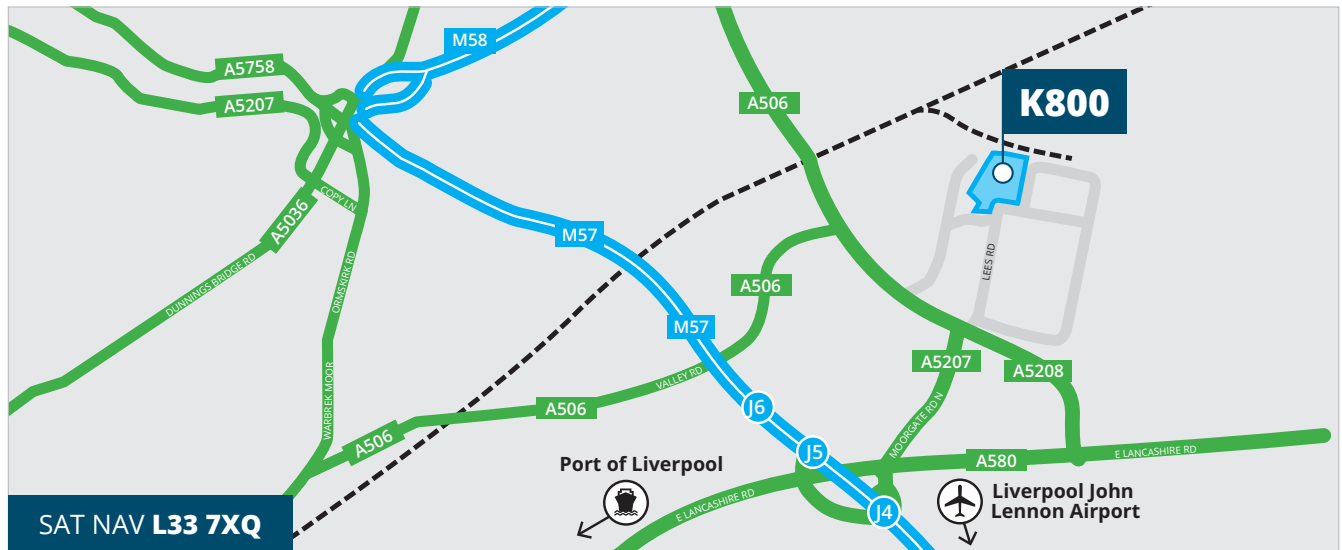 M58
A5758
A5207
A506
K800
COPY LN
A5036
M57
LEES RD
DUNNINGS BRIDGE RD
ORMSKIRK RD
A506
M57
A5207
A5208
VALLEY RD
WARBREK MOOR
A506
J6
MOORGATE RD N
A506
J5
E LANCASHIRE RD
A580
Port of Liverpool
E LANCASHIRE RD
J4
Liverpool John
Lennon Airport
SAT NAV L33 7XQ